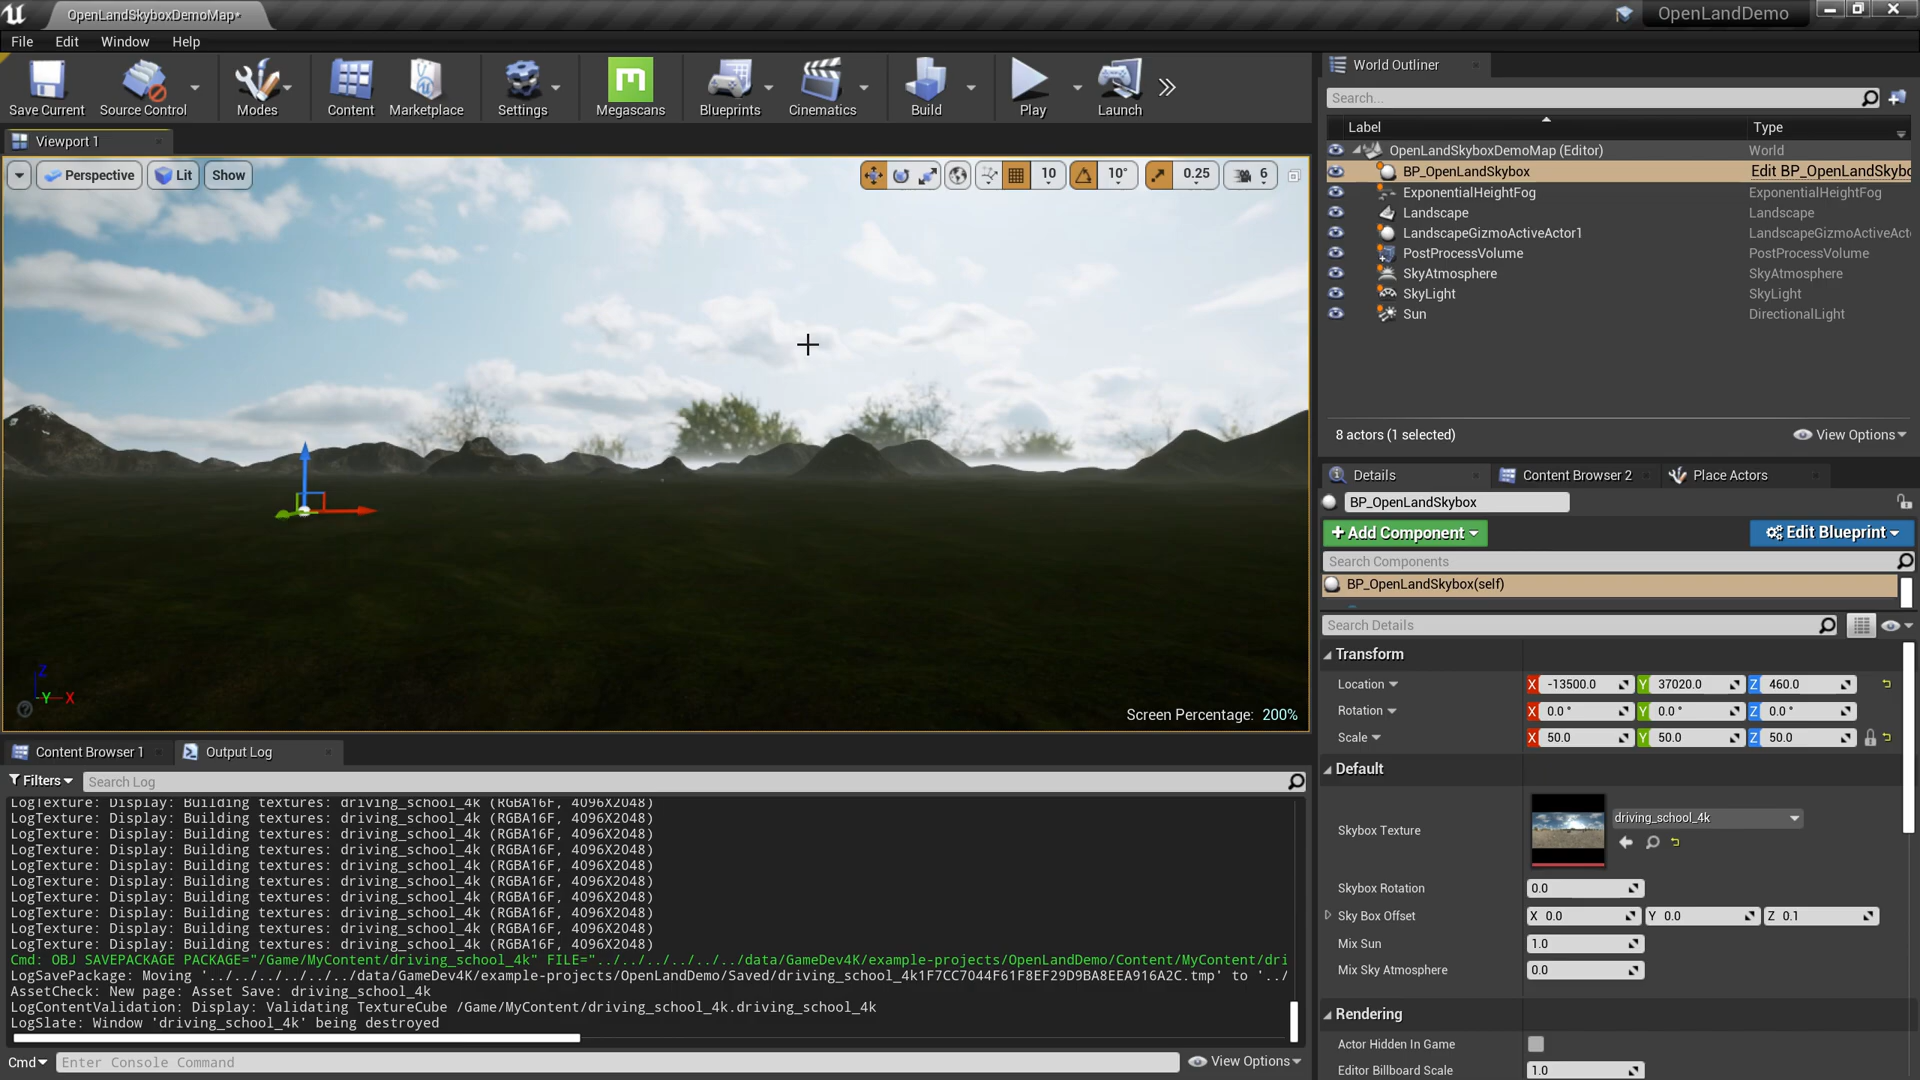 OpenLandSkyboxDemoMap*
OpenLandDemo
File Edit Window Help
Save Current
Source Control
Modes
Content
Marketplace
Settings
Megascans
Blueprints
Cinematics
Build
Play
Launch
Viewport 1
Perspective
Lit
Show
10
10°
0.25
6
Z
Y
X
Screen Percentage: 200%
World Outliner
Search...
Label Type
OpenLandSkyboxDemoMap (Editor) World
BP_OpenLandSkybox Edit BP_OpenLandSkybo
ExponentialHeightFog ExponentialHeightFog
Landscape Landscape
LandscapeGizmoActiveActor1 LandscapeGizmoActiveAct
PostProcessVolume PostProcessVolume
SkyAtmosphere SkyAtmosphere
SkyLight SkyLight
Sun DirectionalLight
8 actors (1 selected) View Options
Details
Content Browser 2
Place Actors
BP_OpenLandSkybox
+ Add Component
Edit Blueprint
Search Components
BP_OpenLandSkybox(self)
Search Details
Transform
Location X -13500.0 Y 37020.0 Z 460.0
Rotation X 0.0 ° Y 0.0 ° Z 0.0 °
Scale X 50.0 Y 50.0 Z 50.0
Default
Skybox Texture driving_school_4k
Skybox Rotation 0.0
Sky Box Offset X 0.0 Y 0.0 Z 0.1
Mix Sun 1.0
Mix Sky Atmosphere 0.0
Rendering
Actor Hidden In Game
Editor Billboard Scale 1.0
Content Browser 1
Output Log
Filters Search Log
LogTexture: Display: Building textures: driving_school_4k (RGBA16F, 4096X2048)
LogTexture: Display: Building textures: driving_school_4k (RGBA16F, 4096X2048)
LogTexture: Display: Building textures: driving_school_4k (RGBA16F, 4096X2048)
LogTexture: Display: Building textures: driving_school_4k (RGBA16F, 4096X2048)
LogTexture: Display: Building textures: driving_school_4k (RGBA16F, 4096X2048)
LogTexture: Display: Building textures: driving_school_4k (RGBA16F, 4096X2048)
LogTexture: Display: Building textures: driving_school_4k (RGBA16F, 4096X2048)
LogTexture: Display: Building textures: driving_school_4k (RGBA16F, 4096X2048)
LogTexture: Display: Building textures: driving_school_4k (RGBA16F, 4096X2048)
LogTexture: Display: Building textures: driving_school_4k (RGBA16F, 4096X2048)
Cmd: OBJ SAVEPACKAGE PACKAGE="/Game/MyContent/driving_school_4k" FILE="../../../../../../data/GameDev4K/example-projects/OpenLandDemo/Content/MyContent/dri
LogSavePackage: Moving '../../../../../../data/GameDev4K/example-projects/OpenLandDemo/Saved/driving_school_4k1F7CC7044F61F8EF29D9BA8EEA916A2C.tmp' to '../
AssetCheck: New page: Asset Save: driving_school_4k
LogContentValidation: Display: Validating TextureCube /Game/MyContent/driving_school_4k.driving_school_4k
LogSlate: Window 'driving_school_4k' being destroyed
Cmd Enter Console Command View Options